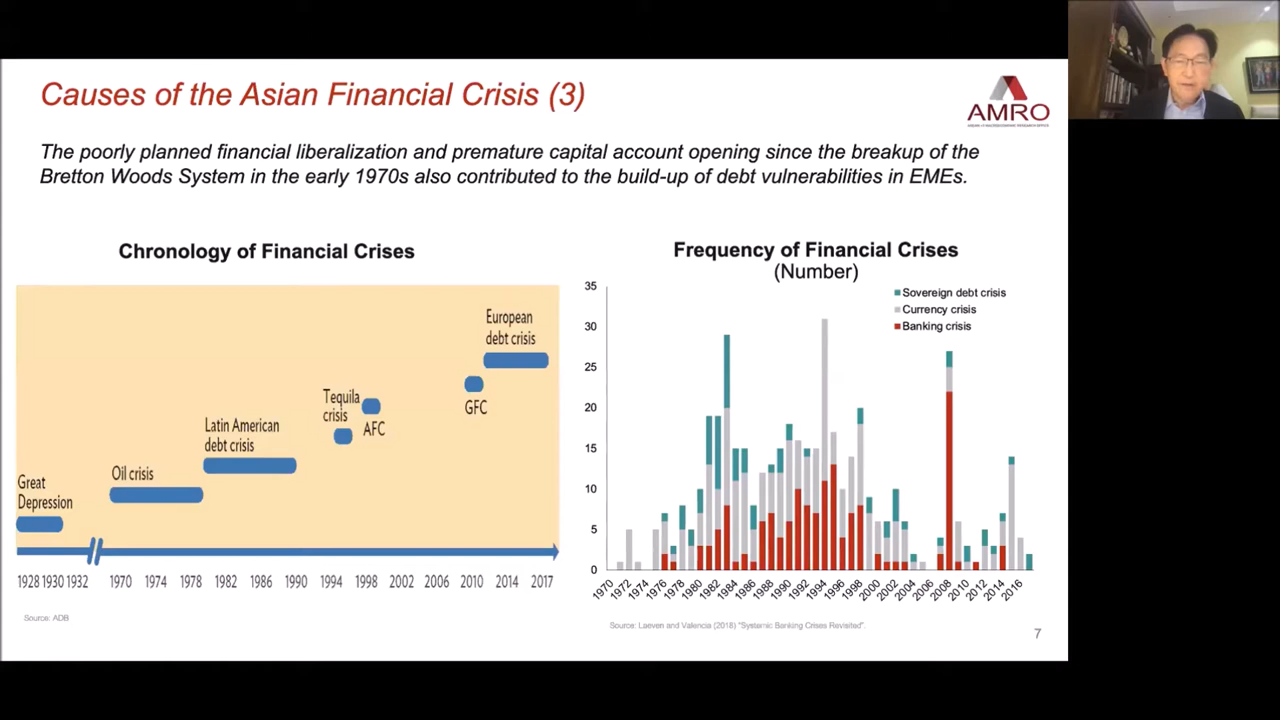 Causes of the Asian Financial Crisis (3)
AMRO
ASEAN+3 MACROECONOMIC RESEARCH OFFICE
The poorly planned financial liberalization and premature capital account opening since the breakup of the
Bretton Woods System in the early 1970s also contributed to the build-up of debt vulnerabilities in EMEs.
Chronology of Financial Crises
European
debt crisis
GFC
Tequila
crisis
AFC
Latin American
debt crisis
Oil crisis
Great
Depression
1928 1930 1932 1970 1974 1978 1982 1986 1990 1994 1998 2002 2006 2010 2014 2017
Source: ADB
Frequency of Financial Crises
(Number)
Sovereign debt crisis
Currency crisis
Banking crisis
35
30
25
20
15
10
5
0
1970 1972 1974 1976 1978 1980 1982 1984 1986 1988 1990 1992 1994 1996 1998 2000 2002 2004 2006 2008 2010 2012 2014 2016
Source: Laeven and Valencia (2018) "Systemic Banking Crises Revisited".
7